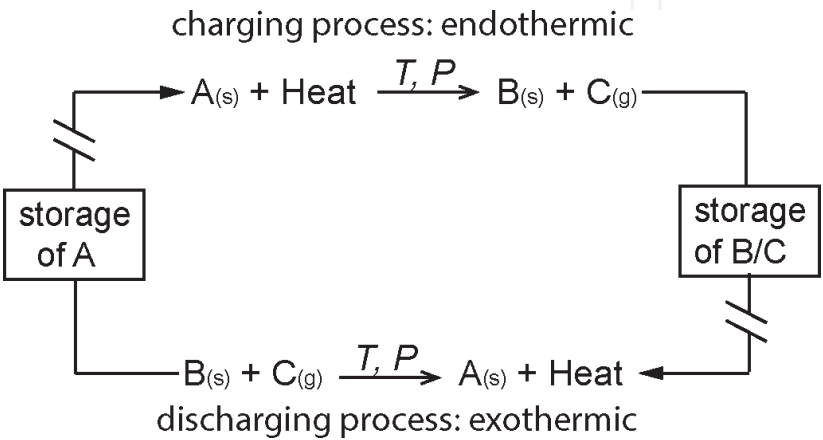 charging process: endothermic
A(s) + Heat T, P B(s) + C(g)
storage
of A
storage
of B/C
B(s) + C(g) T, P A(s) + Heat
discharging process: exothermic